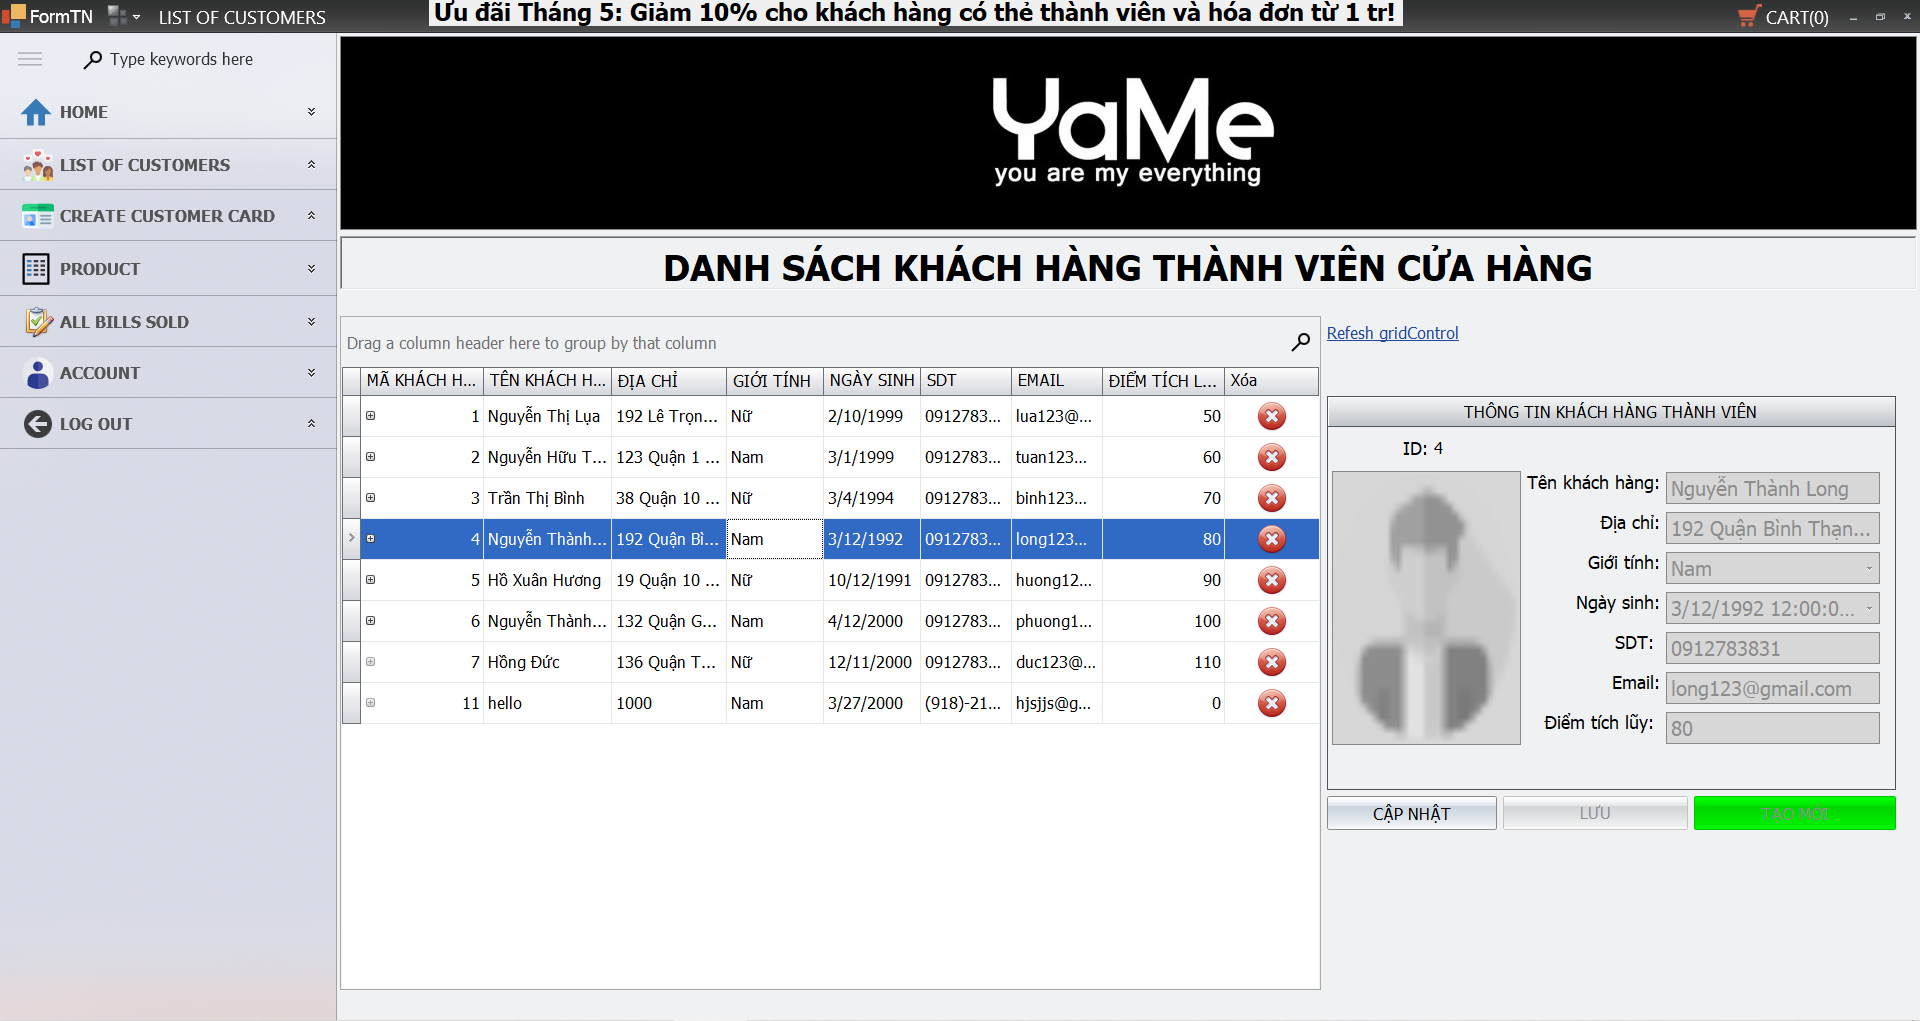 FormTN
LIST OF CUSTOMERS
Ưu đãi Tháng 5: Giảm 10% cho khách hàng có thẻ thành viên và hóa đơn từ 1 tr!
CART(0)
Type keywords here
HOME
LIST OF CUSTOMERS
CREATE CUSTOMER CARD
PRODUCT
ALL BILLS SOLD
ACCOUNT
LOG OUT
YaMe
you are my everything
DANH SÁCH KHÁCH HÀNG THÀNH VIÊN CỬA HÀNG
Drag a column header here to group by that column
MÃ KHÁCH H... TÊN KHÁCH H... ĐỊA CHỈ GIỚI TÍNH NGÀY SINH SDT EMAIL ĐIỂM TÍCH L... Xóa
1 Nguyễn Thị Lụa 192 Lê Trọn... Nữ 2/10/1999 0912783... lua123@... 50
2 Nguyễn Hữu T... 123 Quận 1 ... Nam 3/1/1999 0912783... tuan123... 60
3 Trần Thị Bình 38 Quận 10 ... Nữ 3/4/1994 0912783... binh123... 70
4 Nguyễn Thành... 192 Quận Bì... Nam 3/12/1992 0912783... long123... 80
5 Hồ Xuân Hương 19 Quận 10 ... Nữ 10/12/1991 0912783... huong12... 90
6 Nguyễn Thành... 132 Quận G... Nam 4/12/2000 0912783... phuong1... 100
7 Hồng Đức 136 Quận T... Nữ 12/11/2000 0912783... duc123@... 110
11 hello 1000 Nam 3/27/2000 (918)-21... hjsjjs@g... 0
Refesh gridControl
THÔNG TIN KHÁCH HÀNG THÀNH VIÊN
ID: 4
Tên khách hàng: Nguyễn Thành Long
Địa chỉ: 192 Quận Bình Thạn...
Giới tính: Nam
Ngày sinh: 3/12/1992 12:00:0...
SDT: 0912783831
Email: long123@gmail.com
Điểm tích lũy: 80
CẬP NHẬT
LƯU
TẠO MỚI